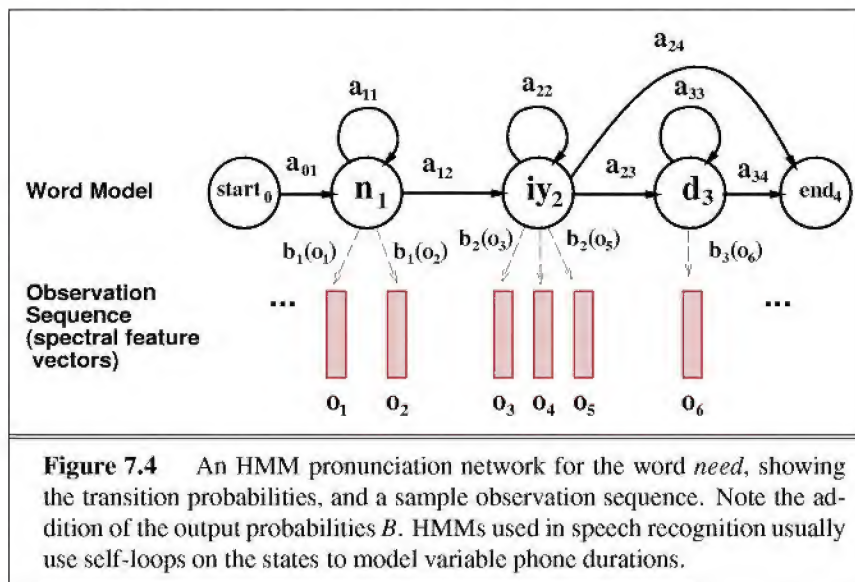 a24
a11 a22 a33
a01 a12 a23 a34
Word Model start0 n1 iy2 d3 end4
b1(o1) b1(o2) b2(o3) b2(o5) b3(o6)
Observation
Sequence ... ...
(spectral feature
vectors)
o1 o2 o3 o4 o5 o6
Figure 7.4 An HMM pronunciation network for the word need, showing
the transition probabilities, and a sample observation sequence. Note the ad-
dition of the output probabilities B. HMMs used in speech recognition usually
use self-loops on the states to model variable phone durations.